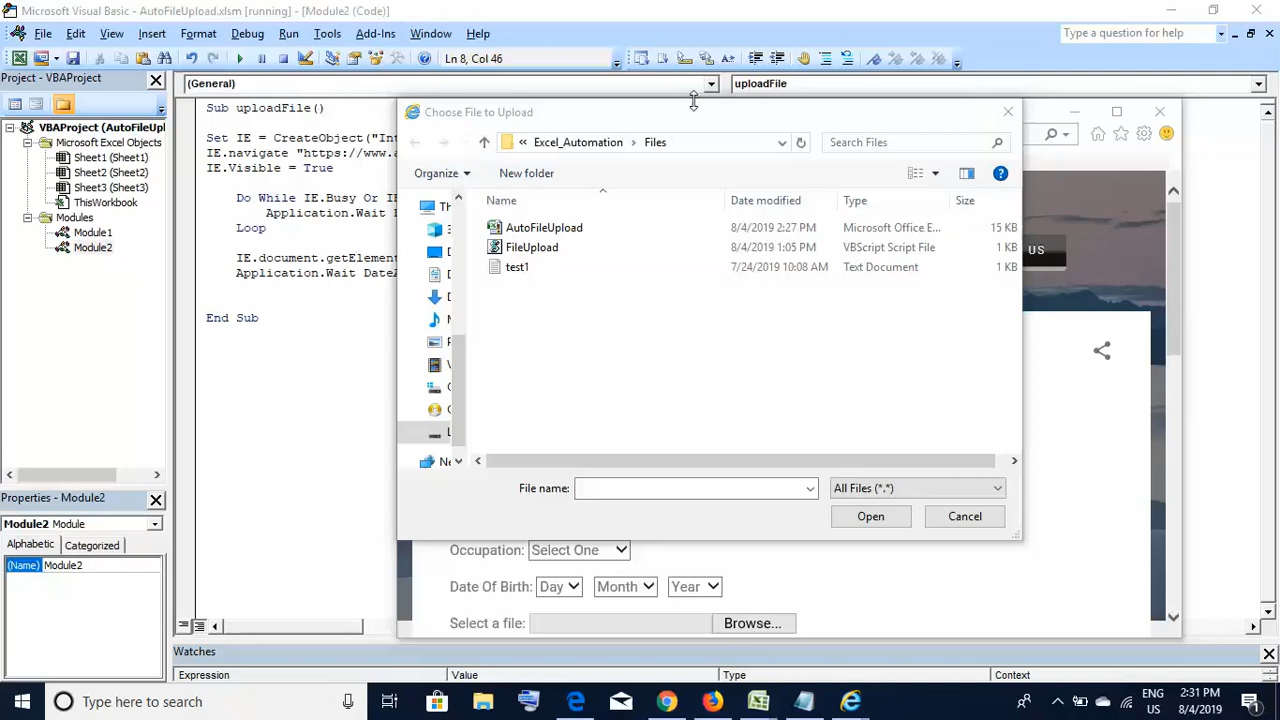 Microsoft Visual Basic - AutoFileUpload.xlsm [running] - [Module2 (Code)]
File Edit View Insert Format Debug Run Tools Add-Ins Window Help
Type a question for help
Ln 8, Col 46
Project - VBAProject
(General)
uploadFile
VBAProject (AutoFileUpl
Microsoft Excel Objects
Sheet1 (Sheet1)
Sheet2 (Sheet2)
Sheet3 (Sheet3)
ThisWorkbook
Modules
Module1
Module2
Sub uploadFile()
Set IE = CreateObject("Int
IE.navigate "https://www.a
IE.Visible = True
Do While IE.Busy Or IE
Application.Wait D
Loop
IE.document.getElement
Application.Wait DateA
End Sub
Choose File to Upload
« Excel_Automation › Files
Search Files
Organize
New folder
Name Date modified Type Size
AutoFileUpload 8/4/2019 2:27 PM Microsoft Office E... 15 KB
FileUpload 8/4/2019 1:05 PM VBScript Script File 1 KB
test1 7/24/2019 10:08 AM Text Document 1 KB
Th
Ne
File name:
All Files (*.*)
Open
Cancel
US
Occupation: Select One
Date Of Birth: Day Month Year
Select a file: Browse...
Properties - Module2
Module2 Module
Alphabetic Categorized
(Name) Module2
Watches
Expression Value Type Context
Type here to search
ENG
US
2:31 PM
8/4/2019
1